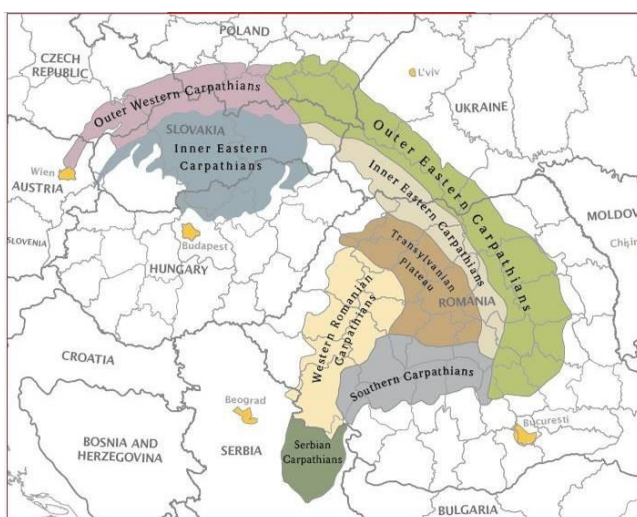 POLAND
CZECH
REPUBLIC
L'viv
Outer Western Carpathians
UKRAINE
SLOVAKIA
Inner Eastern
Carpathians
Outer Eastern Carpathians
Wien
AUSTRIA
Inner Eastern Carpathians
MOLDOV
SLOVENIA
Budapest
Transylvanian
Plateau
Chişin
HUNGARY
ROMANIA
Western Romanian
Carpathians
CROATIA
Southern Carpathians
Beograd
Bucuresti
BOSNIA AND
HERZEGOVINA
SERBIA
Serbian
Carpathians
BULGARIA